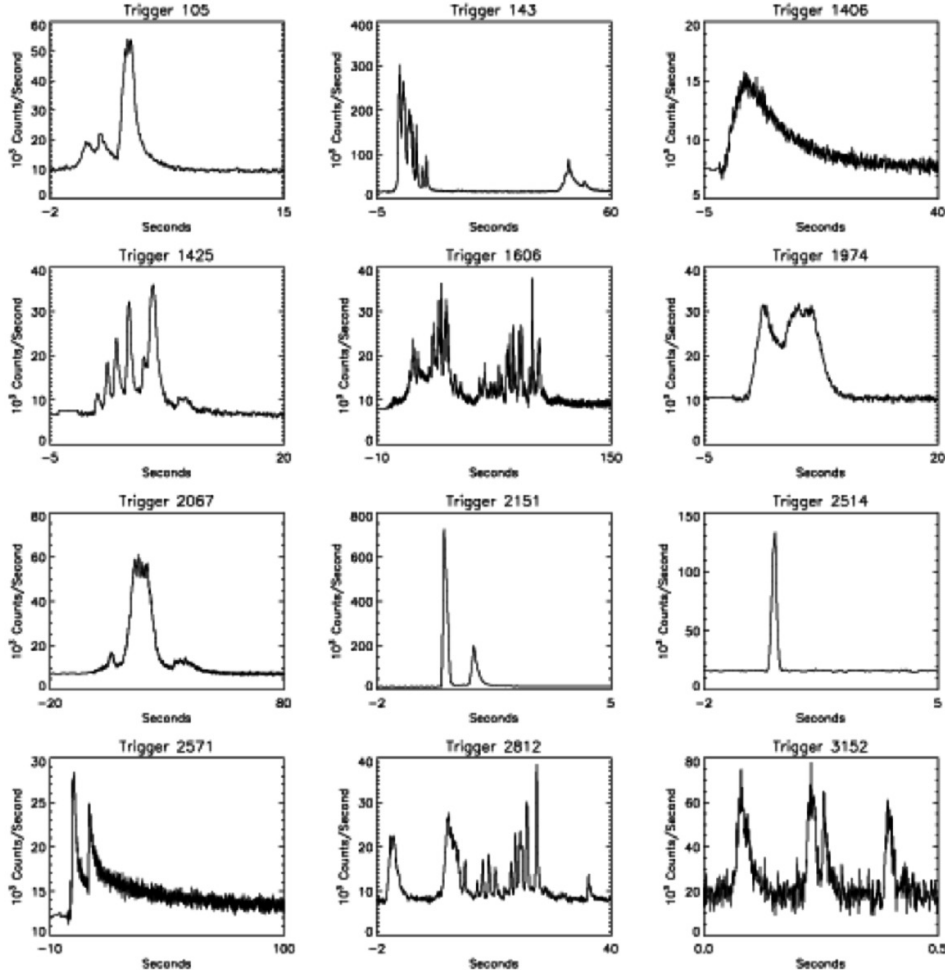 Trigger 105
10³ Counts/Second
60
50
40
30
20
10
0
-2 15
Seconds
Trigger 143
10³ Counts/Second
400
300
200
100
0
-5 60
Seconds
Trigger 1406
10³ Counts/Second
20
15
10
5
-5 40
Seconds
Trigger 1425
10³ Counts/Second
40
30
20
10
0
-5 20
Seconds
Trigger 1606
10³ Counts/Second
40
30
20
10
0
-10 150
Seconds
Trigger 1974
10³ Counts/Second
40
30
20
10
0
-5 20
Seconds
Trigger 2067
10³ Counts/Second
80
60
40
20
0
-20 80
Seconds
Trigger 2151
10³ Counts/Second
800
600
400
200
0
-2 5
Seconds
Trigger 2514
10³ Counts/Second
150
100
50
0
-2 5
Seconds
Trigger 2571
10³ Counts/Second
30
25
20
15
10
-10 100
Seconds
Trigger 2812
10³ Counts/Second
40
30
20
10
0
-2 40
Seconds
Trigger 3152
10³ Counts/Second
80
60
40
20
0
0.0 0.5
Seconds